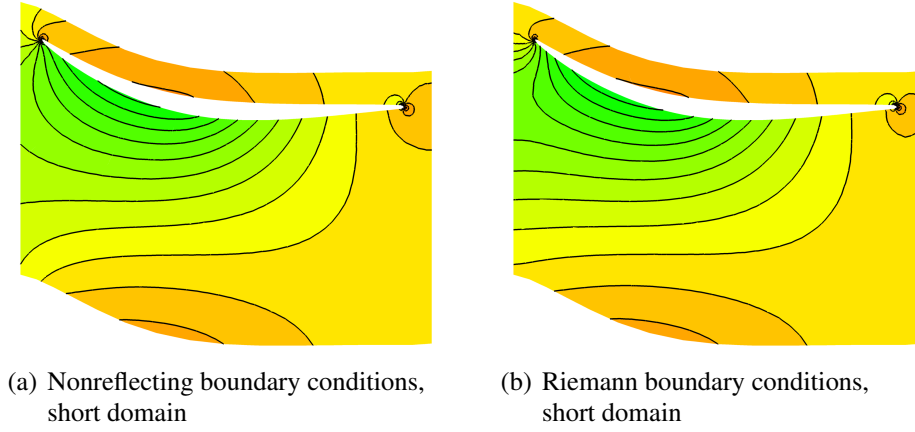 (a) Nonreflecting boundary conditions,
short domain
(b) Riemann boundary conditions,
short domain